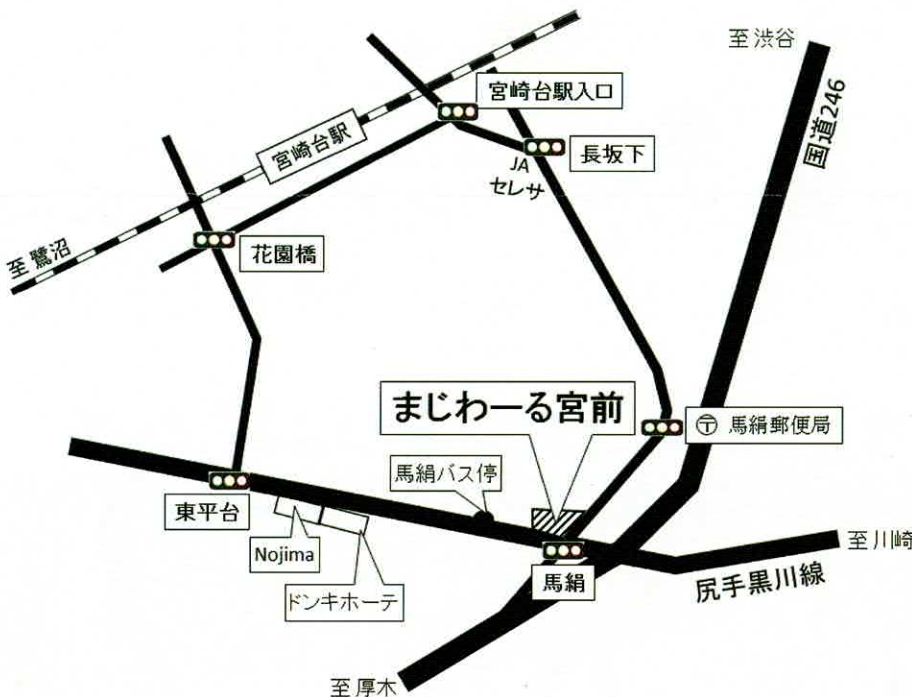 至 渋谷
国道246
宮崎台駅入口
宮崎台駅
長坂下
JA
セレサ
花園橋
至 鷺沼
まじわーる宮前
〒 馬絹郵便局
馬絹バス停
東平台
Nojima
ドンキホーテ
馬絹
至 川崎
尻手黒川線
至 厚木